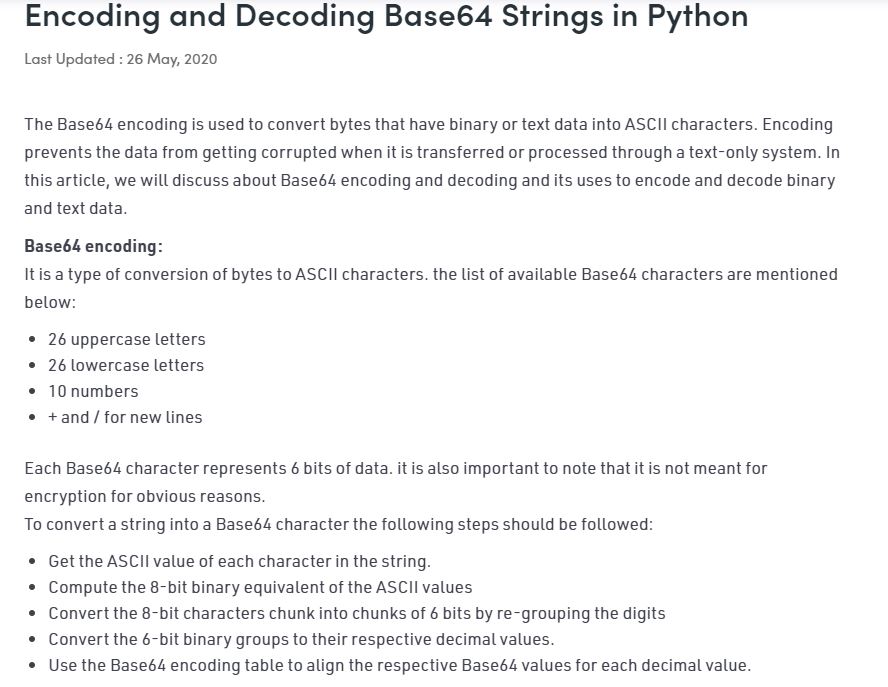 Encoding and Decoding Base64 Strings in Python
Last Updated : 26 May, 2020
The Base64 encoding is used to convert bytes that have binary or text data into ASCII characters. Encoding
prevents the data from getting corrupted when it is transferred or processed through a text-only system. In
this article, we will discuss about Base64 encoding and decoding and its uses to encode and decode binary
and text data.
Base64 encoding:
It is a type of conversion of bytes to ASCII characters. the list of available Base64 characters are mentioned
below:
• 26 uppercase letters
• 26 lowercase letters
• 10 numbers
• + and / for new lines
Each Base64 character represents 6 bits of data. it is also important to note that it is not meant for
encryption for obvious reasons.
To convert a string into a Base64 character the following steps should be followed:
• Get the ASCII value of each character in the string.
• Compute the 8-bit binary equivalent of the ASCII values
• Convert the 8-bit characters chunk into chunks of 6 bits by re-grouping the digits
• Convert the 6-bit binary groups to their respective decimal values.
• Use the Base64 encoding table to align the respective Base64 values for each decimal value.